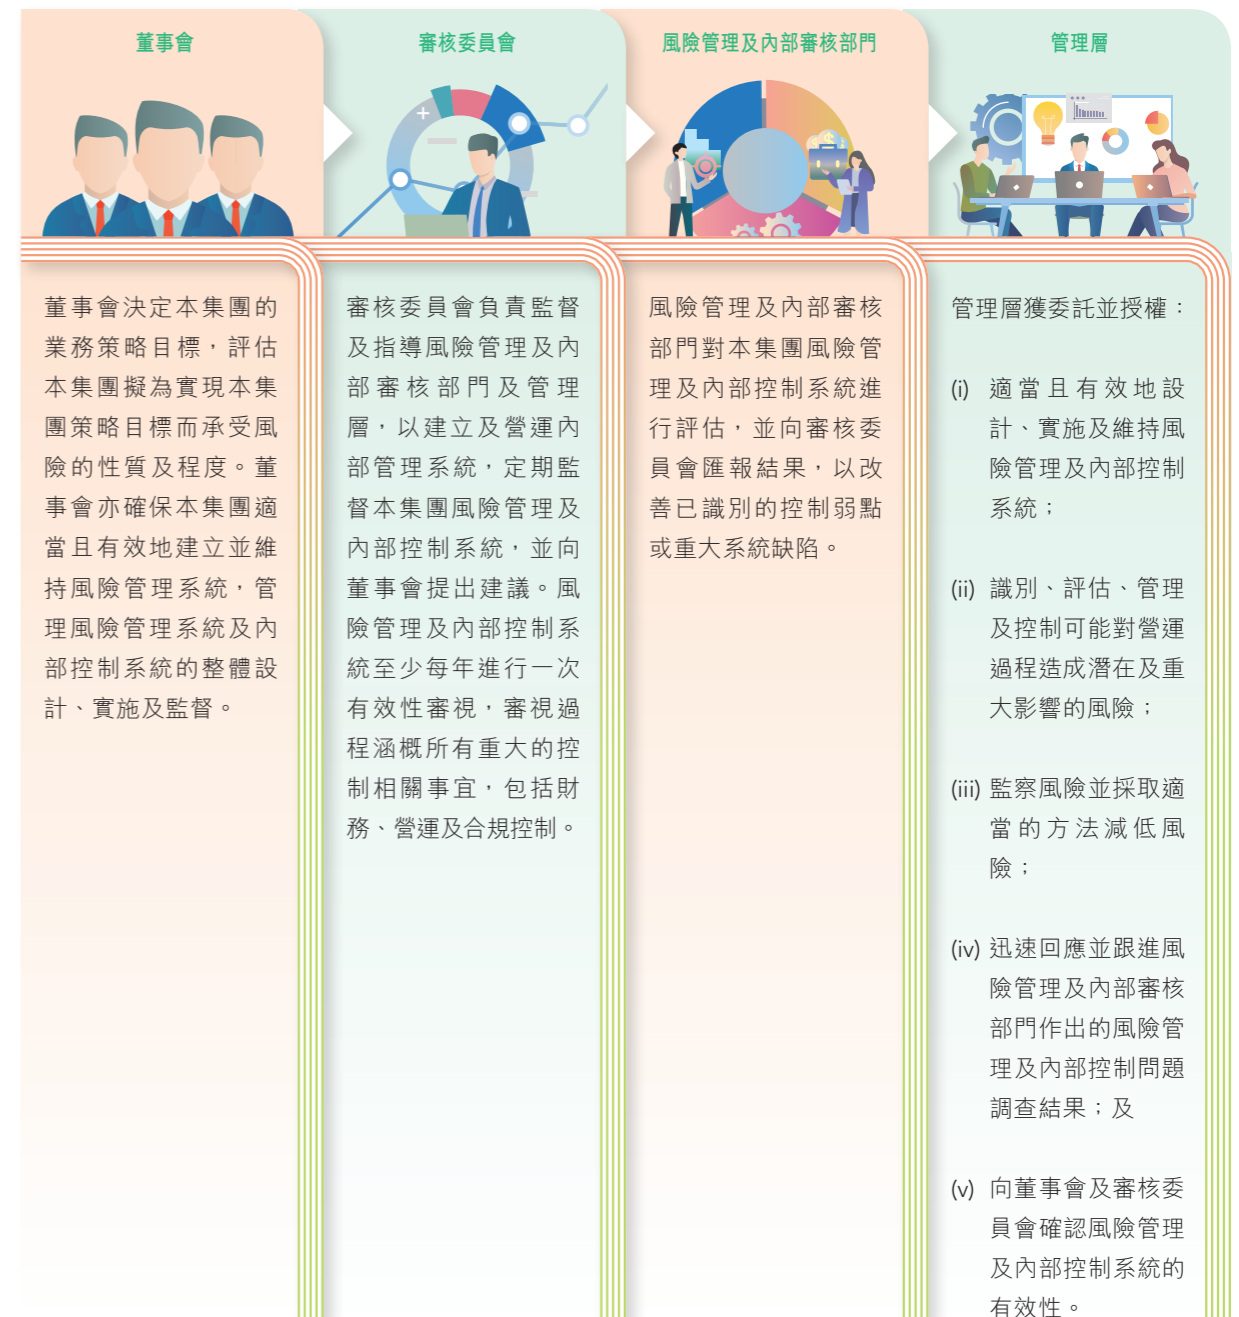 董事會
董事會決定本集團的
業務策略目標，評估
本集團擬為實現本集
團策略目標而承受風
險的性質及程度。董
事會亦確保本集團適
當且有效地建立並維
持風險管理系統，管
理風險管理系統及內
部控制系統的整體設
計、實施及監督。
審核委員會
審核委員會負責監督
及指導風險管理及內
部審核部門及管理
層，以建立及營運內
部管理系統，定期監
督本集團風險管理及
內部控制系統，並向
董事會提出建議。風
險管理及內部控制系
統至少每年進行一次
有效性審視，審視過
程涵概所有重大的控
制相關事宜，包括財
務、營運及合規控制。
風險管理及內部審核部門
風險管理及內部審核
部門對本集團風險管
理及內部控制系統進
行評估，並向審核委
員會匯報結果，以改
善已識別的控制弱點
或重大系統缺陷。
管理層
管理層獲委託並授權：
(i) 適當且有效地設
計、實施及維持風
險管理及內部控制
系統；
(ii) 識別、評估、管理
及控制可能對營運
過程造成潛在及重
大影響的風險；
(iii) 監察風險並採取適
當的方法減低風
險；
(iv) 迅速回應並跟進風
險管理及內部審核
部門作出的風險管
理及內部控制問題
調查結果；及
(v) 向董事會及審核委
員會確認風險管理
及內部控制系統的
有效性。